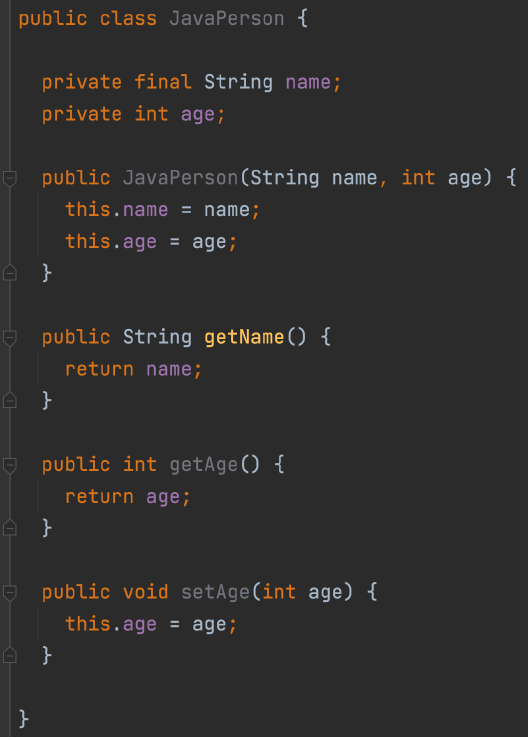 public class JavaPerson {
private final String name;
private int age;
public JavaPerson(String name, int age) {
this.name = name;
this.age = age;
}
public String getName() {
return name;
}
public int getAge() {
return age;
}
public void setAge(int age) {
this.age = age;
}
}